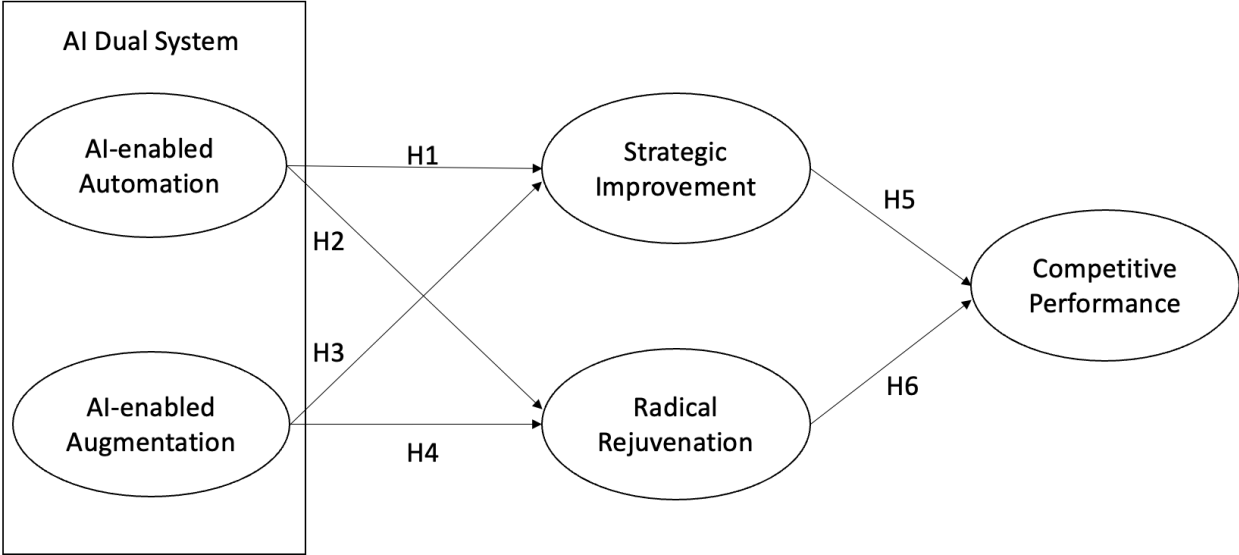 AI Dual System
AI-enabled
Automation
H1
Strategic
Improvement
H2
H5
Competitive
Performance
H3
AI-enabled
Augmentation
H4
Radical
Rejuvenation
H6